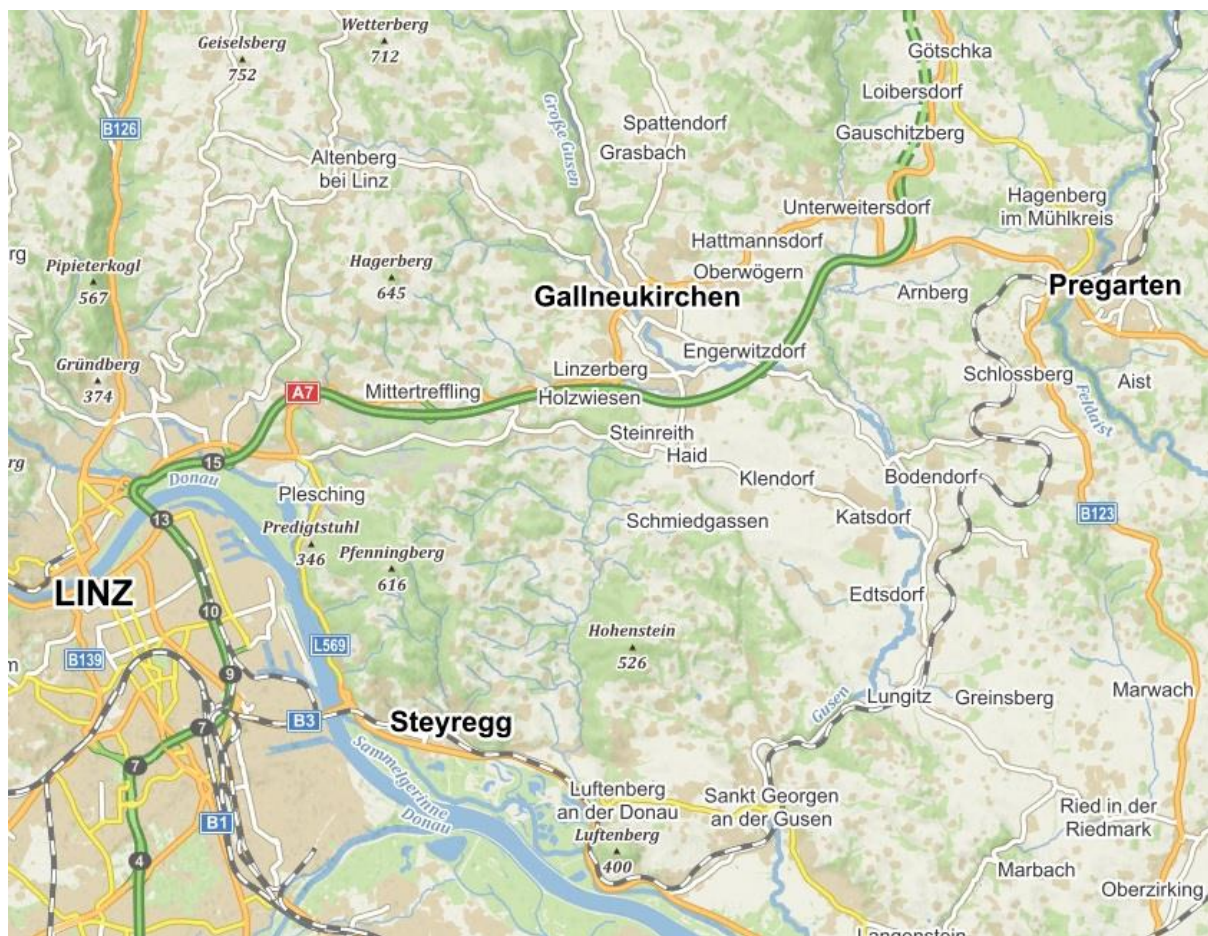 Geiselsberg
752
Wetterberg
712
Götschka
Loibersdorf
Gauschitzberg
B126
Große Gusen
Spattendorf
Grasbach
Altenberg
bei Linz
Unterweitersdorf
Hagenberg
im Mühlkreis
Hattmannsdorf
Oberwögern
rg
Pipieterkogl
567
Hagerberg
645
Gallneukirchen
Arnberg
Pregarten
Gründberg
374
A7
Mittertreffling
Linzerberg
Holzwiesen
Engerwitzdorf
Schlossberg
Aist
Feldaist
Steinreith
Haid
rg
15
Donau
Plesching
Klendorf
Bodendorf
13
Predigtstuhl
346
Pfenningberg
616
Schmiedgassen
Katsdorf
B123
LINZ
10
Edtsdorf
L569
Hohenstein
526
m
B139
9
Lungitz
Greinsberg
Marwach
Gusen
7
B3
Steyregg
7
Sammelgerinne
Donau
Luftenberg
an der Donau
Sankt Georgen
an der Gusen
Ried in der
Riedmark
B1
Luftenberg
400
4
Marbach
Oberzirking
Langenstein